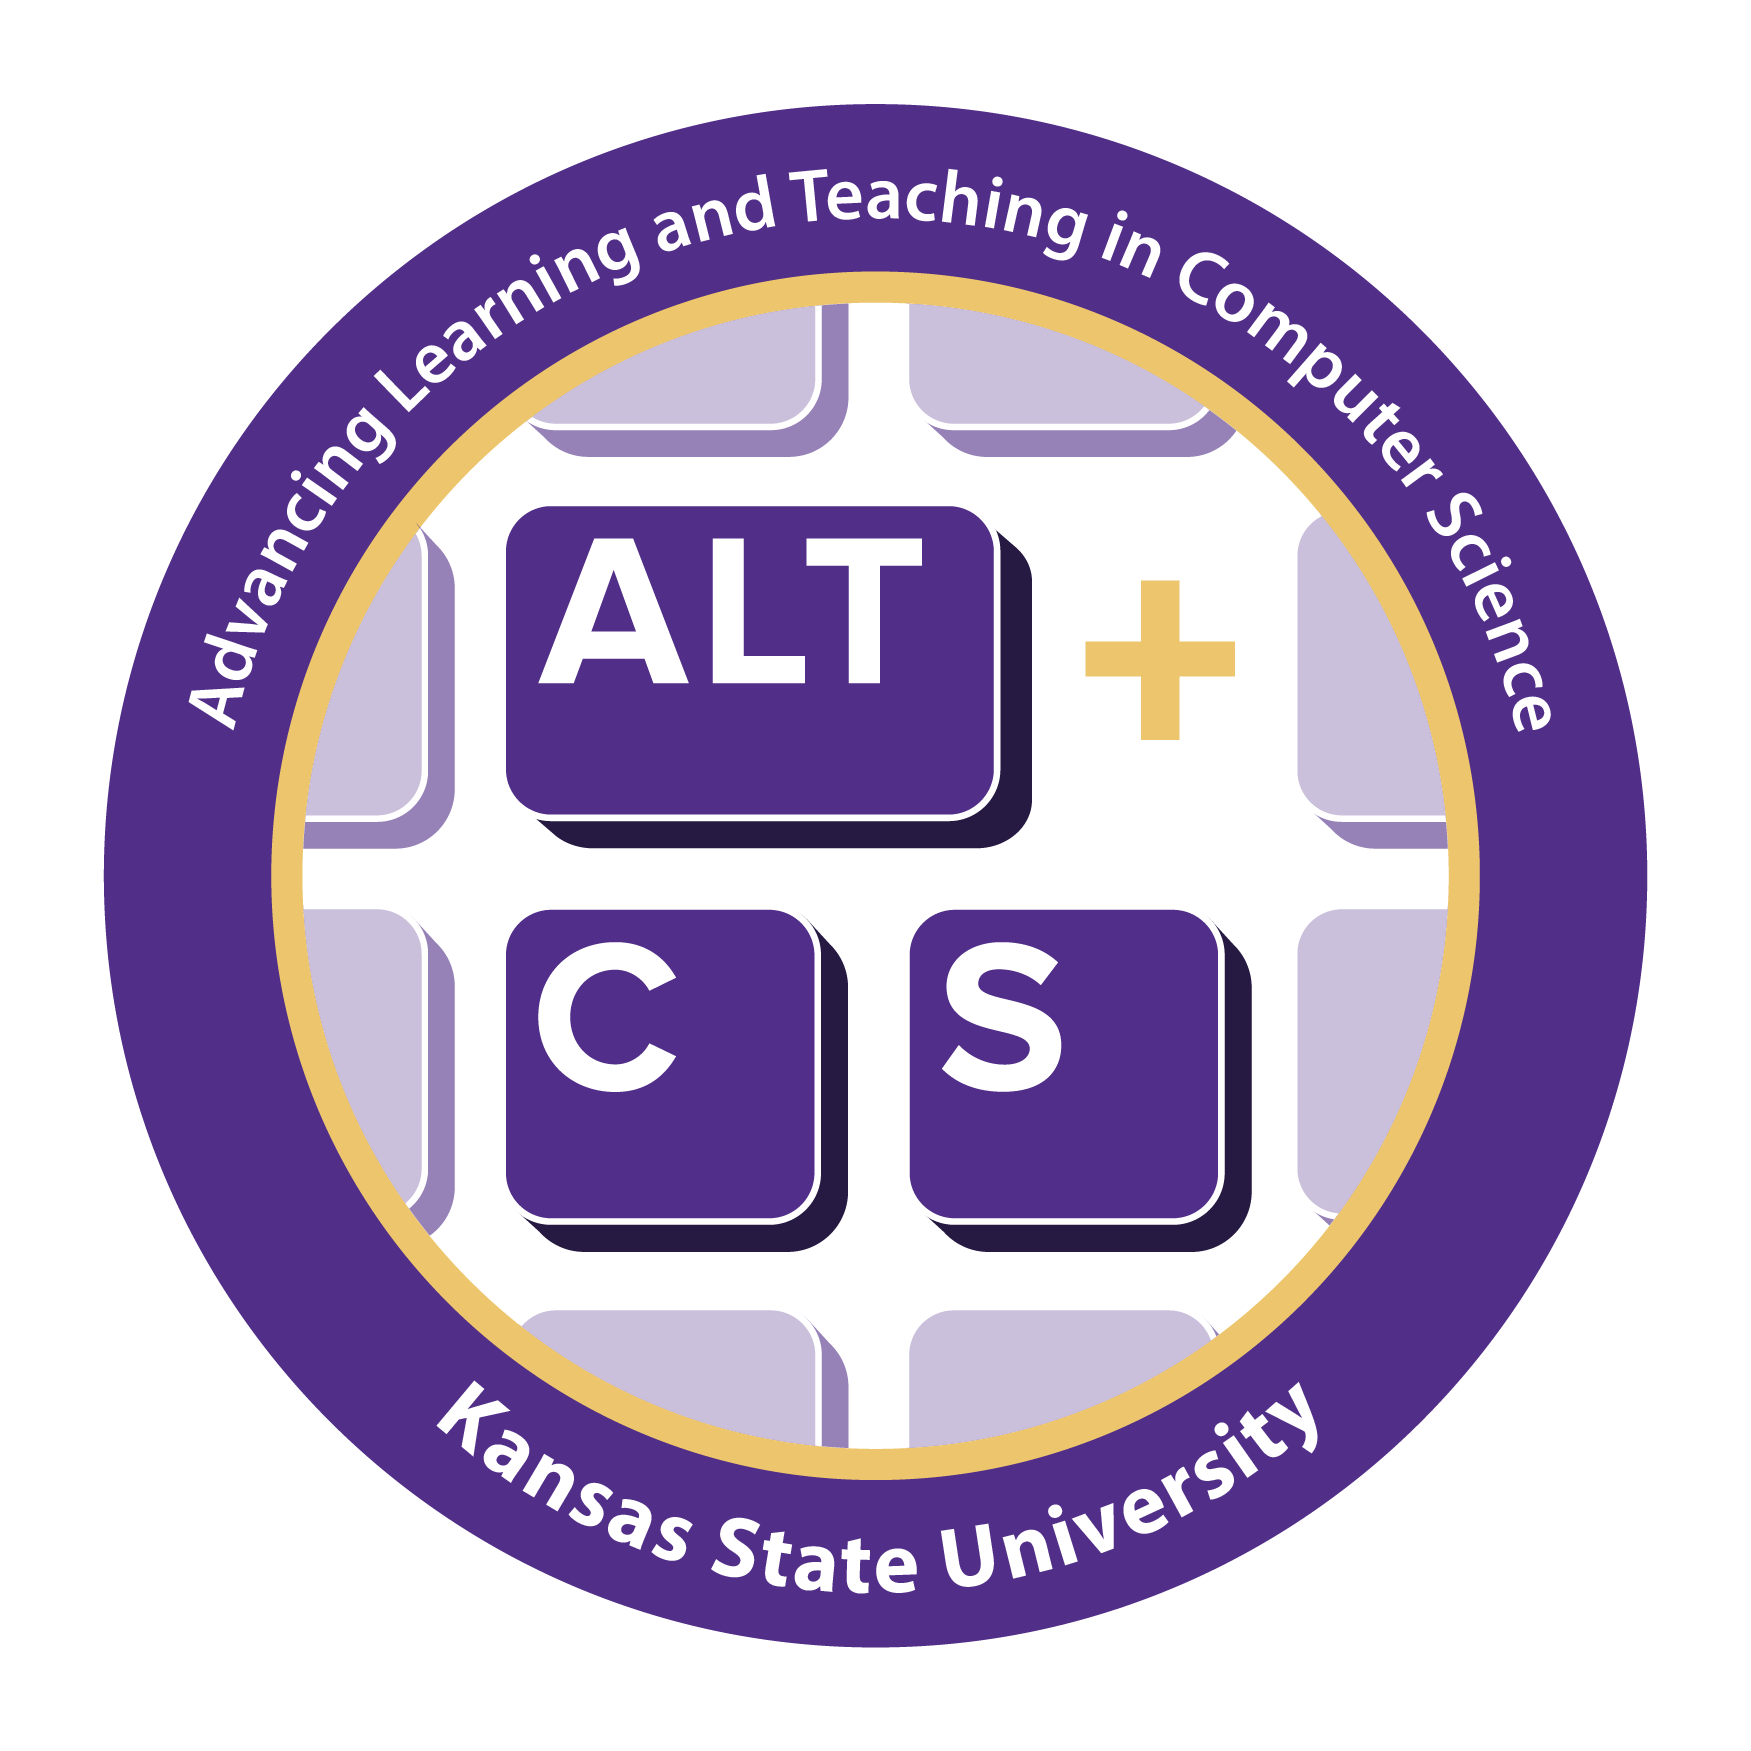 Advancing Learning and Teaching in Computer Science
ALT +
C S
Kansas State University